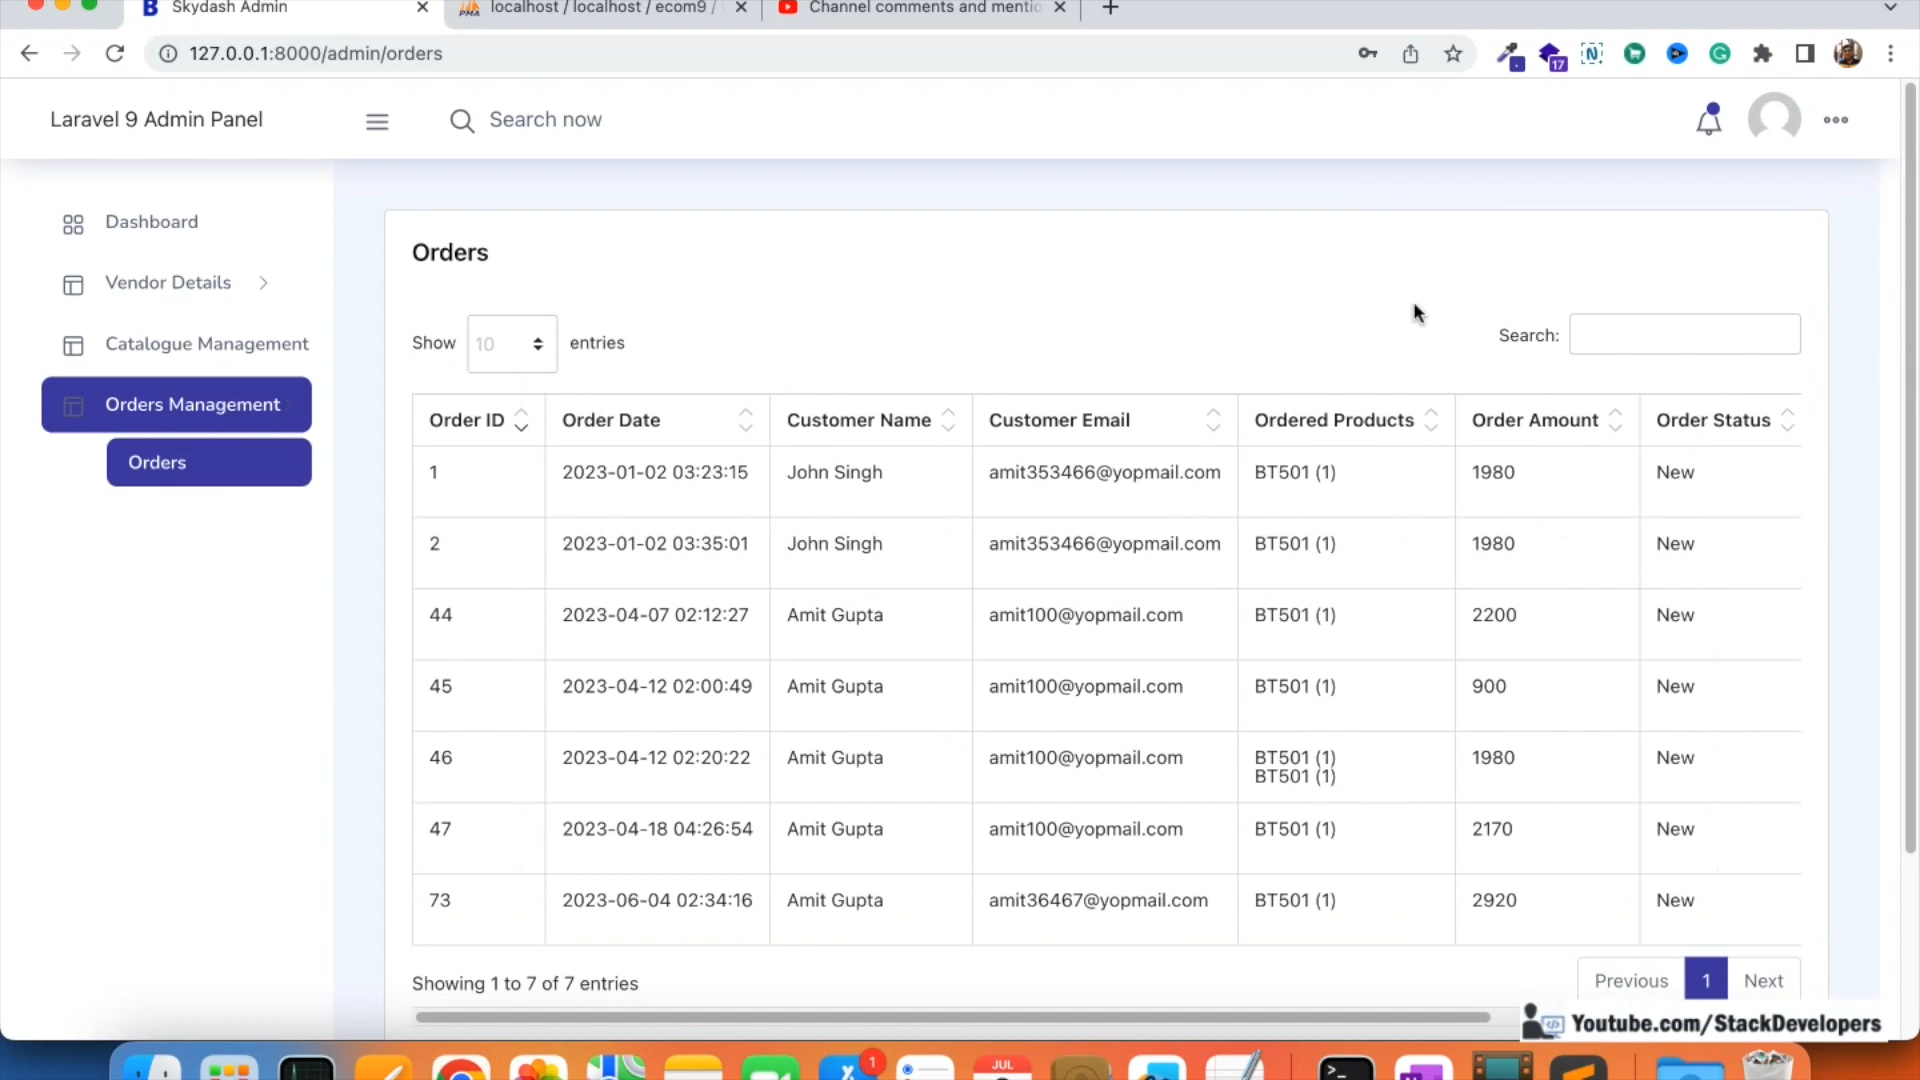 Skydash Admin
localhost / localhost / ecom9 /
Channel comments and mentio
127.0.0.1:8000/admin/orders
17
Laravel 9 Admin Panel
Search now
Dashboard
Vendor Details
Catalogue Management
Orders Management
Orders
Orders
Show 10 entries
Search:
Order ID Order Date Customer Name Customer Email Ordered Products Order Amount Order Status
1 2023-01-02 03:23:15 John Singh amit353466@yopmail.com BT501 (1) 1980 New
2 2023-01-02 03:35:01 John Singh amit353466@yopmail.com BT501 (1) 1980 New
44 2023-04-07 02:12:27 Amit Gupta amit100@yopmail.com BT501 (1) 2200 New
45 2023-04-12 02:00:49 Amit Gupta amit100@yopmail.com BT501 (1) 900 New
46 2023-04-12 02:20:22 Amit Gupta amit100@yopmail.com BT501 (1) 1980 New
BT501 (1)
47 2023-04-18 04:26:54 Amit Gupta amit100@yopmail.com BT501 (1) 2170 New
73 2023-06-04 02:34:16 Amit Gupta amit36467@yopmail.com BT501 (1) 2920 New
Showing 1 to 7 of 7 entries
Previous 1 Next
Youtube.com/StackDevelopers
1
JUL